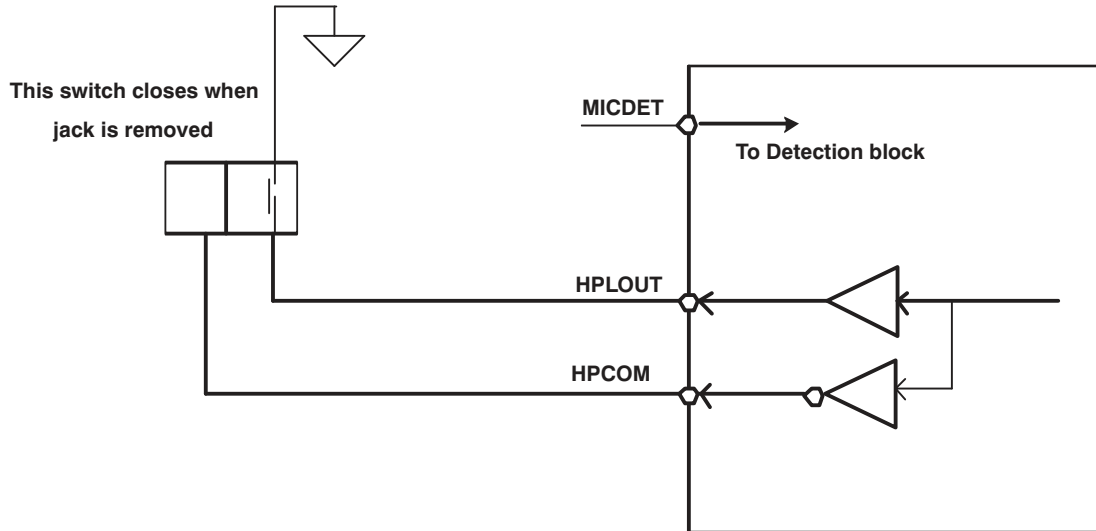 This switch closes when
jack is removed
MICDET
To Detection block
HPLOUT
HPCOM